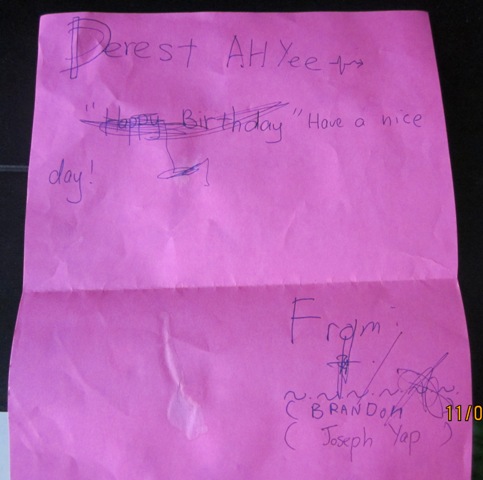 Derest AH Yee
"Happy Birthday" Have a nice
day!
From:
( BRANDON
( Joseph Yap )
11/0